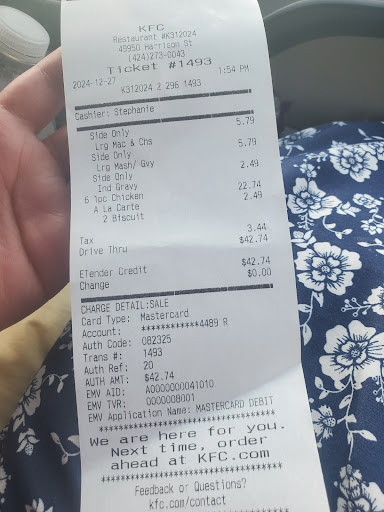 KFC
Restaurant #K312024
45950 Harrison St
(424)273-0043
Ticket #1493
2024-12-27 1:54 PM
K312024 2 296 1493
Cashier: Stephanie
Side Only 5.79
Lrg Mac & Chs
Side Only 5.79
Lrg Mash/ Gvy
Side Only 2.49
Ind Gravy
6 1pc Chicken 22.74
A La Carte 2.49
2 Biscuit
Tax 3.44
Drive Thru $42.74
ETender Credit $42.74
Change $0.00
CHARGE DETAIL:SALE
Card Type: Mastercard
Account: ************4489 R
Auth Code: 082325
Trans #: 1493
Auth Ref: 20
AUTH AMT: $42.74
EMV AID: A0000000041010
EMV TVR: 0000008001
EMV Application Name: MASTERCARD DEBIT
********************************
We are here for you.
Next time, order
ahead at KFC.com
********************************
Feedback or Questions?
kfc.com/contact